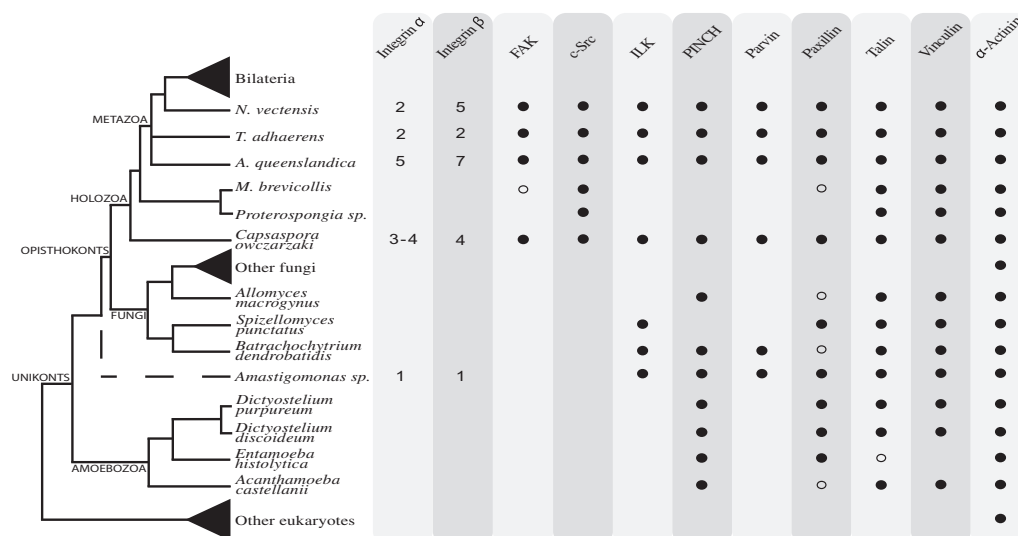 Integrin α
Integrin β
FAK
c-Src
ILK
PINCH
Parvin
Paxillin
Talin
Vinculin
α-Actinin
Bilateria
N. vectensis 2 5
METAZOA
T. adhaerens 2 2
A. queenslandica 5 7
M. brevicollis
HOLOZOA
Proterospongia sp.
Capsaspora
owczarzaki 3-4 4
OPISTHOKONTS
Other fungi
Allomyces
macrogynus
FUNGI
Spizellomyces
punctatus
Batrachochytrium
dendrobatidis
UNIKONTS
Amastigomonas sp. 1 1
Dictyostelium
purpureum
Dictyostelium
discoideum
Entamoeba
histolytica
AMOEBOZOA
Acanthamoeba
castellanii
Other eukaryotes